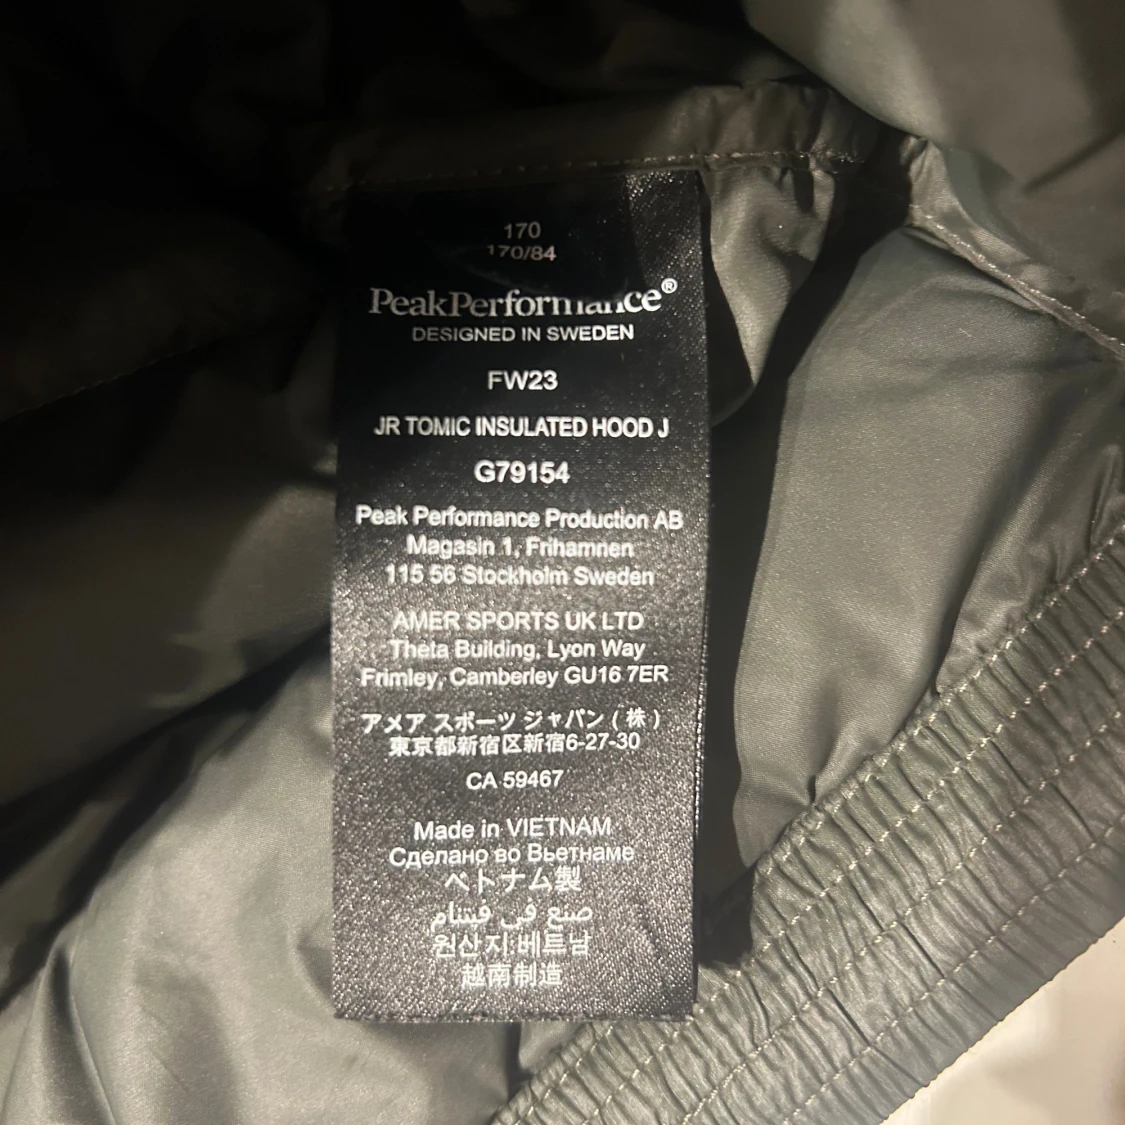 170
170/84
PeakPerformance®
DESIGNED IN SWEDEN
FW23
JR TOMIC INSULATED HOOD J
G79154
Peak Performance Production AB
Magasin 1, Frihamnen
115 56 Stockholm Sweden
AMER SPORTS UK LTD
Theta Building, Lyon Way
Frimley, Camberley GU16 7ER
アメア スポーツ ジャパン ( 株 )
東京都新宿区新宿6-27-30
CA 59467
Made in VIETNAM
Сделано во Вьетнаме
ベトナム製
صنع في فسام
원산지 베트남
越南制造